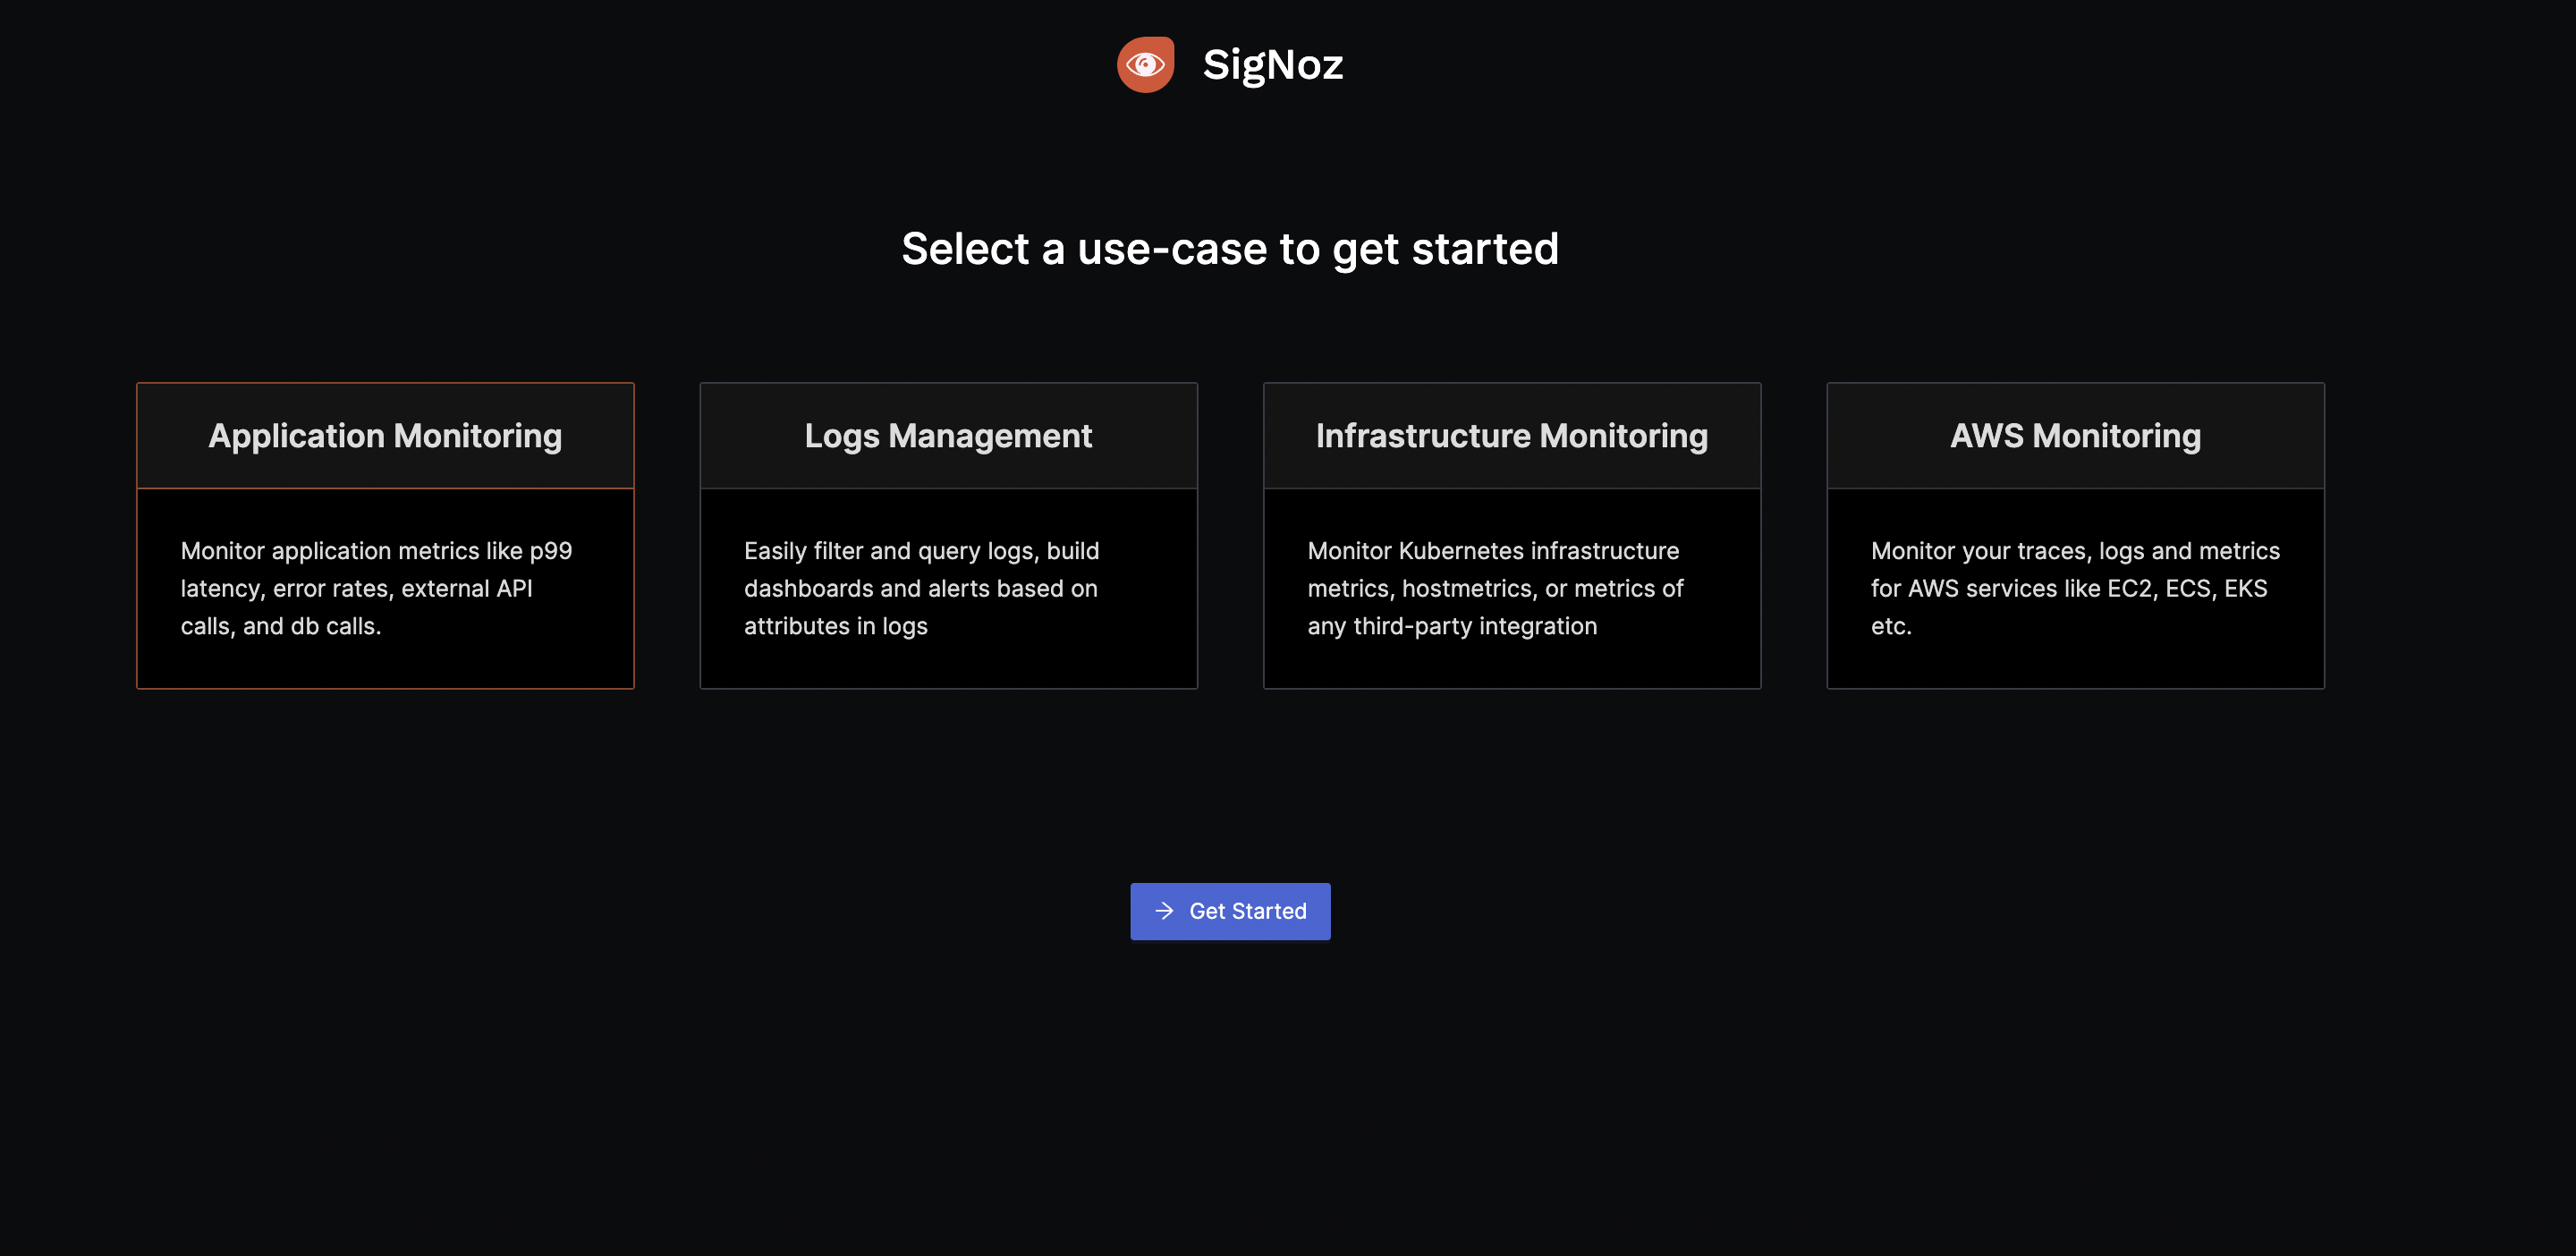 SigNoz
Select a use-case to get started
Application Monitoring
Monitor application metrics like p99
latency, error rates, external API
calls, and db calls.
Logs Management
Easily filter and query logs, build
dashboards and alerts based on
attributes in logs
Infrastructure Monitoring
Monitor Kubernetes infrastructure
metrics, hostmetrics, or metrics of
any third-party integration
AWS Monitoring
Monitor your traces, logs and metrics
for AWS services like EC2, ECS, EKS
etc.
Get Started